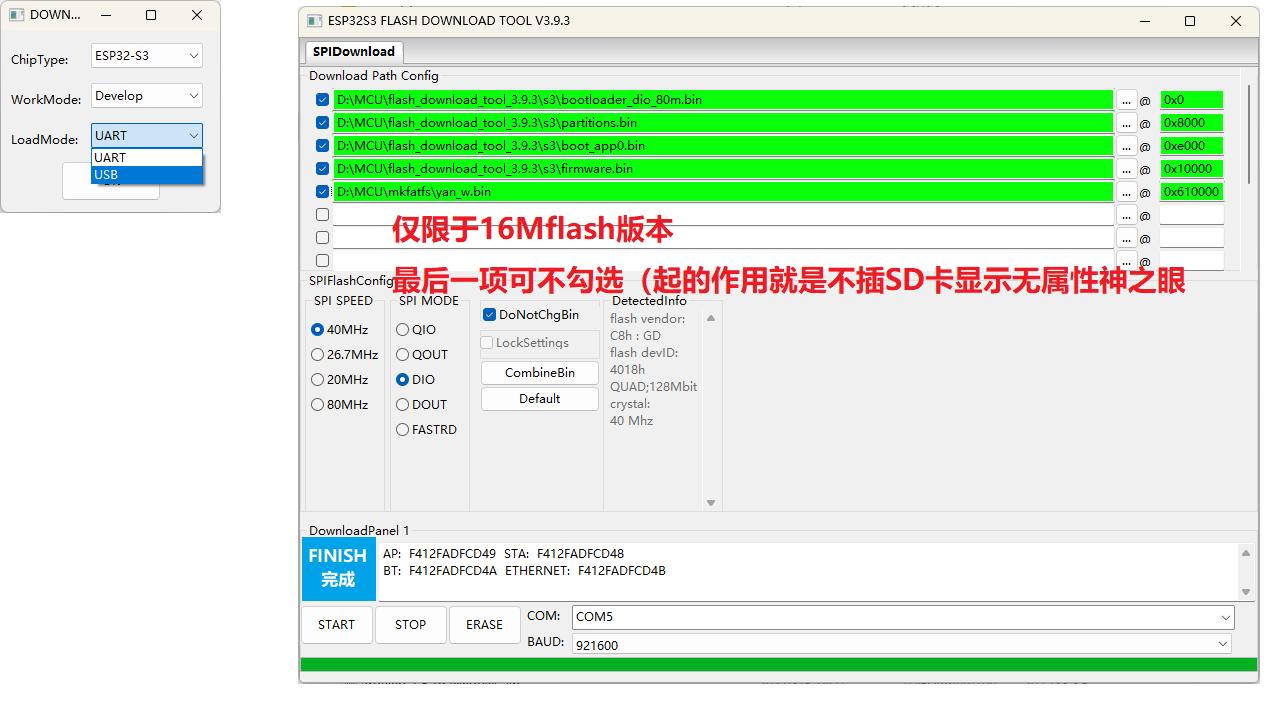 DOWN...
ChipType:
ESP32-S3
WorkMode:
Develop
LoadMode:
UART
UART
USB
ESP32S3 FLASH DOWNLOAD TOOL V3.9.3
SPIDownload
Download Path Config
D:\MCU\flash_download_tool_3.9.3\s3\bootloader_dio_80m.bin ... @ 0x0
D:\MCU\flash_download_tool_3.9.3\s3\partitions.bin ... @ 0x8000
D:\MCU\flash_download_tool_3.9.3\s3\boot_app0.bin ... @ 0xe000
D:\MCU\flash_download_tool_3.9.3\s3\firmware.bin ... @ 0x10000
D:\MCU\mkfatfs\yan_w.bin ... @ 0x610000
... @
... @
... @
仅限于16Mflash版本
最后一项可不勾选（起的作用就是不插SD卡显示无属性神之眼
SPIFlashConfig
SPI SPEED
40MHz
26.7MHz
20MHz
80MHz
SPI MODE
QIO
QOUT
DIO
DOUT
FASTRD
DoNotChgBin
LockSettings
CombineBin
Default
DetectedInfo
flash vendor:
C8h : GD
flash devID:
4018h
QUAD;128Mbit
crystal:
40 Mhz
DownloadPanel 1
FINISH
完成
AP: F412FADFCD49 STA: F412FADFCD48
BT: F412FADFCD4A ETHERNET: F412FADFCD4B
START
STOP
ERASE
COM:
COM5
BAUD:
921600